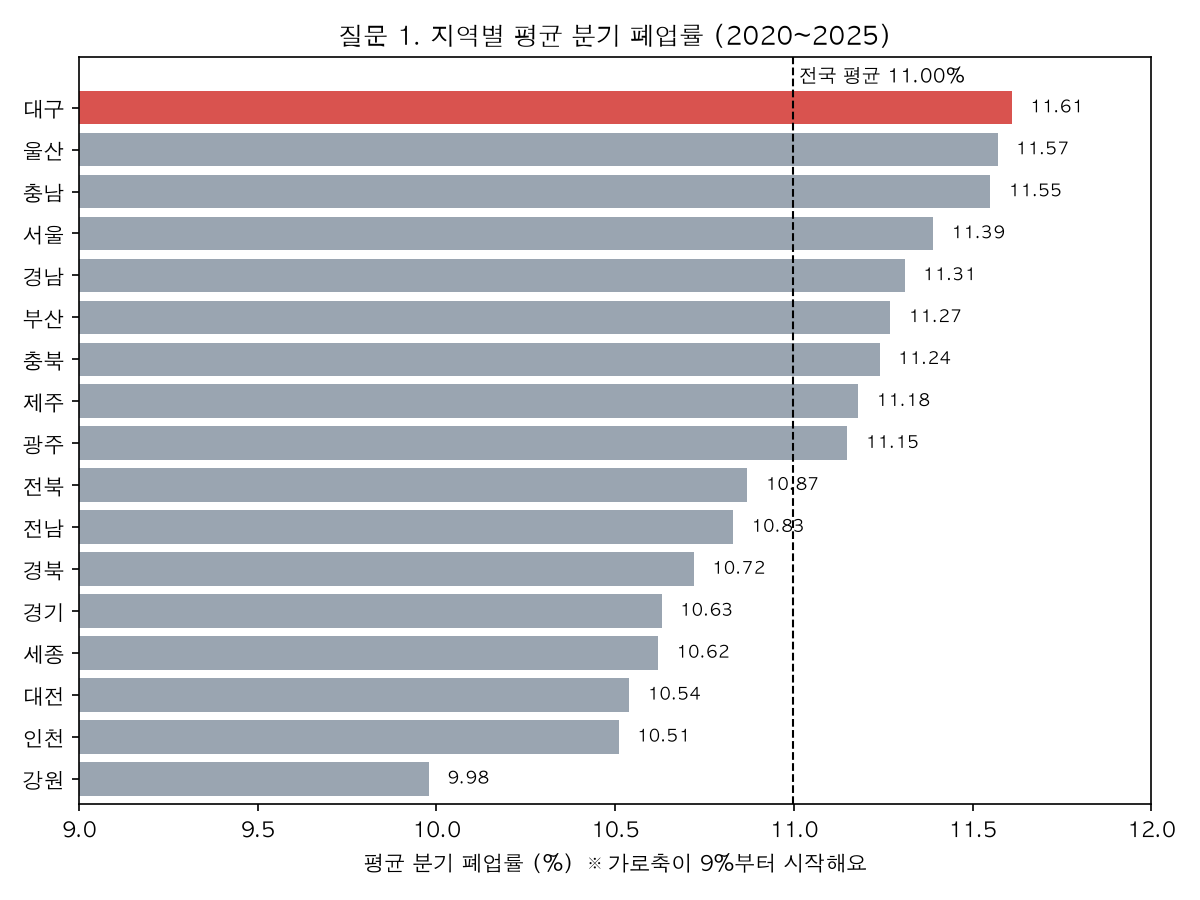 질문 1. 지역별 평균 분기 폐업률 (2020~2025)
전국 평균 11.00%
대구 11.61
울산 11.57
충남 11.55
서울 11.39
경남 11.31
부산 11.27
충북 11.24
제주 11.18
광주 11.15
전북 10.87
전남 10.83
경북 10.72
경기 10.63
세종 10.62
대전 10.54
인천 10.51
강원 9.98
9.0 9.5 10.0 10.5 11.0 11.5 12.0
평균 분기 폐업률 (%) ※ 가로축이 9%부터 시작해요